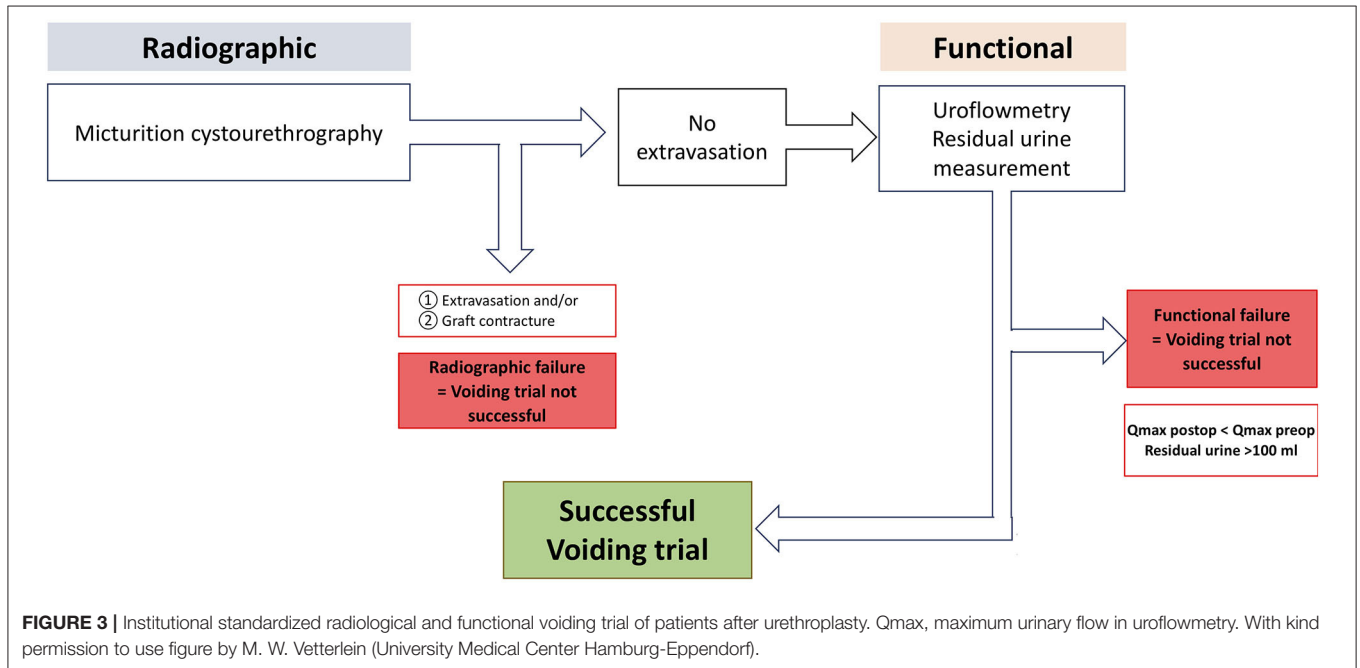 Radiographic
Functional
Micturition cystourethrography
No
extravasation
Uroflowmetry
Residual urine
measurement
① Extravasation and/or
② Graft contracture
Radiographic failure
= Voiding trial not
successful
Functional failure
= Voiding trial not
successful
Qmax postop < Qmax preop
Residual urine >100 ml
Successful
Voiding trial
FIGURE 3 | Institutional standardized radiological and functional voiding trial of patients after urethroplasty. Qmax, maximum urinary flow in uroflowmetry. With kind
permission to use figure by M. W. Vetterlein (University Medical Center Hamburg-Eppendorf).